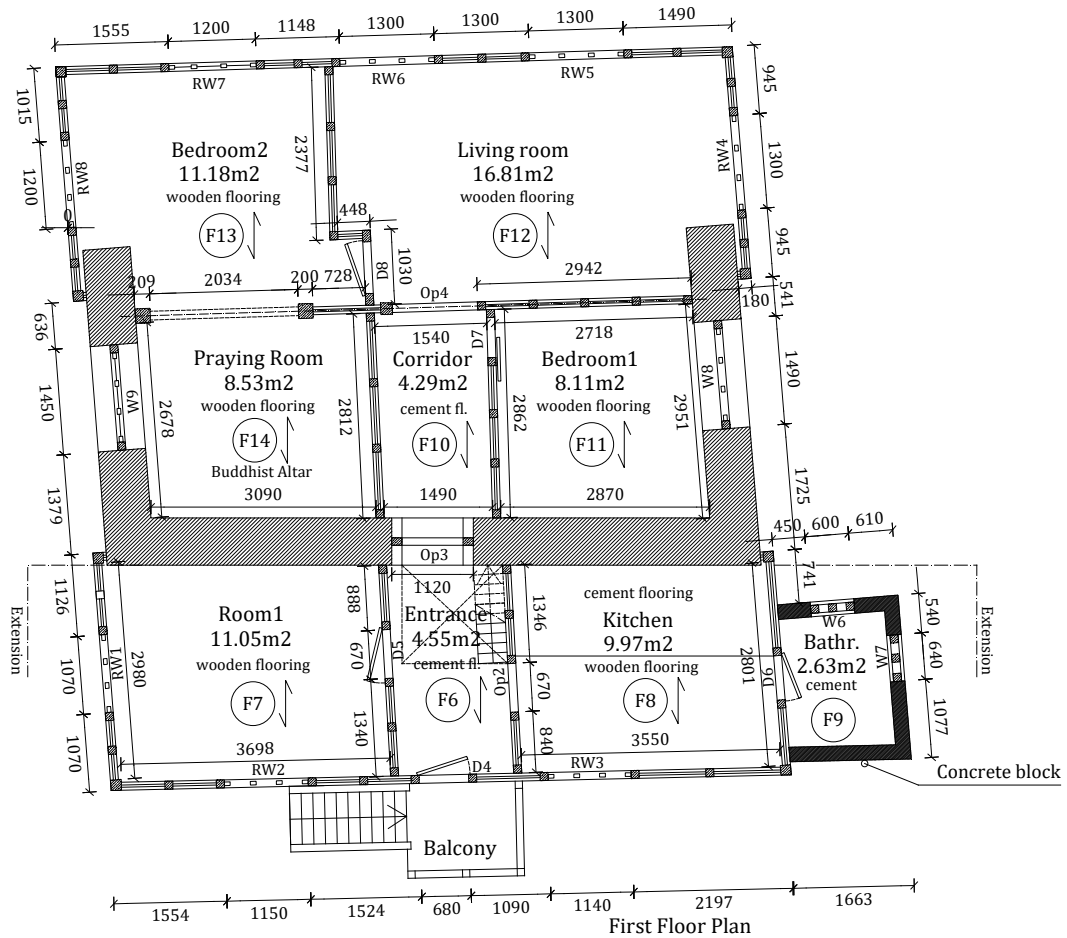 1555 1200 1148 1300 1300 1300 1490
RW7 RW6 RW5
1015
1200
0
RW8
945
1300
945
541
RW4
180
Bedroom2
11.18m2
wooden flooring
F13
2377
448
1030
D8
Living room
16.81m2
wooden flooring
F12
209 2034 200 728
Op4
2942
636
1450
1379
W9
2678
Praying Room
8.53m2
wooden flooring
F14
Buddhist Altar
3090
2812
1540
Corridor
4.29m2
cement fl.
F10
1490
D7
2718
Bedroom1
8.11m2
wooden flooring
F11
2870
2862
2951
W8
1490
1725
450 600 610
741
Op3
1120
Extension
1126
1070
1070
RW1
2980
Room1
11.05m2
wooden flooring
F7
3698
RW2
888
670
1340
D5
Entrance
4.55m2
cement fl.
F6
D4
Op2
1346
670
840
cement flooring
Kitchen
9.97m2
wooden flooring
F8
3550
RW3
2801
D6
W6
Bathr.
2.63m2
cement
F9
W7
540
640
1077
Extension
Concrete block
Balcony
1554 1150 1524 680 1090 1140 2197 1663
First Floor Plan